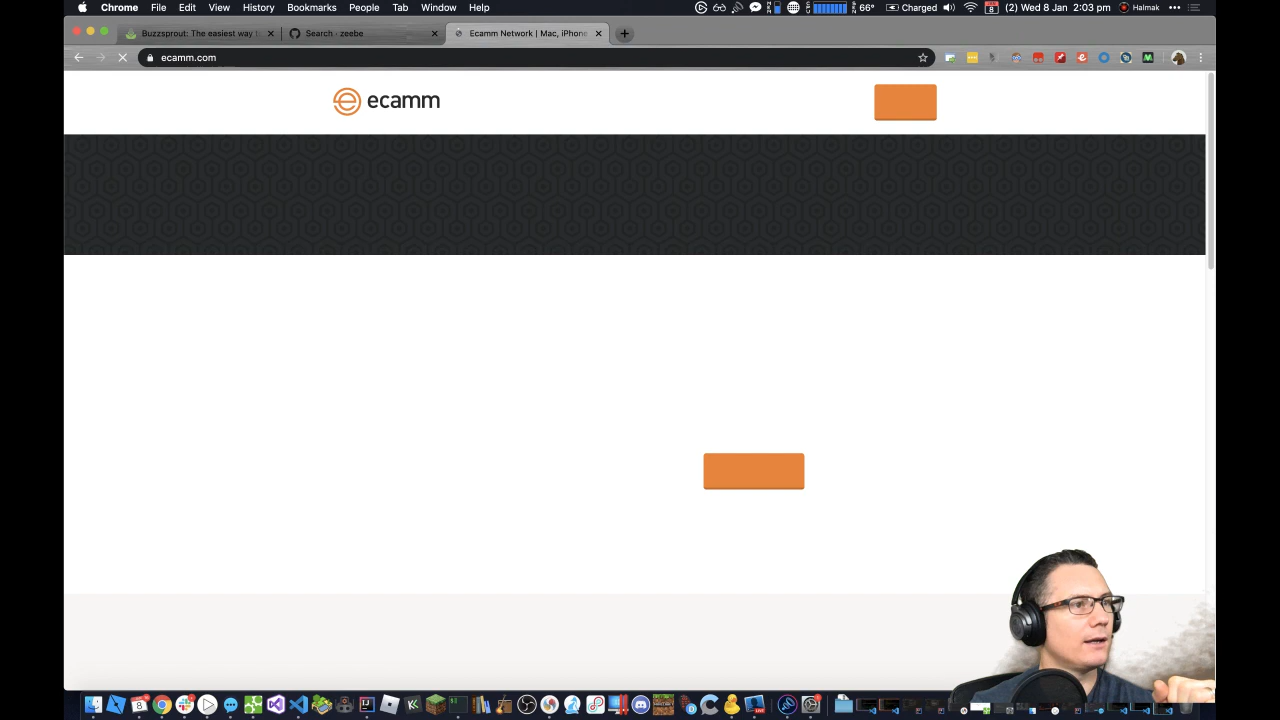 Chrome File Edit View History Bookmarks People Tab Window Help 66° Charged (2) Wed 8 Jan 2:03 pm Haimak
Buzzsprout: The easiest way Search · zeebe Ecamm Network | Mac, iPhone
ecamm.com
ecamm